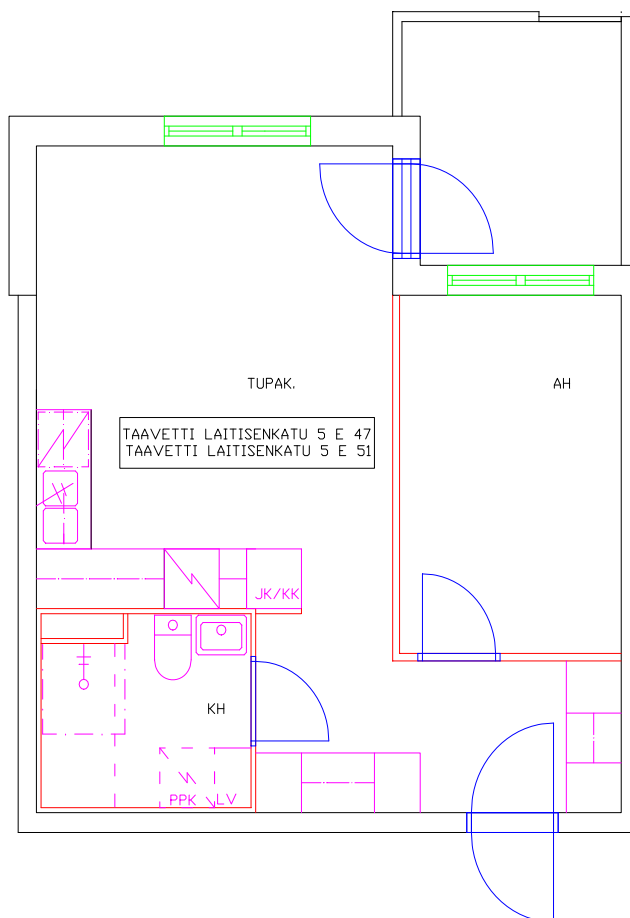 TUPAK.
AH
TAAVETTI LAITISENKATU 5 E 47
TAAVETTI LAITISENKATU 5 E 51
JK/KK
KH
PPK LV